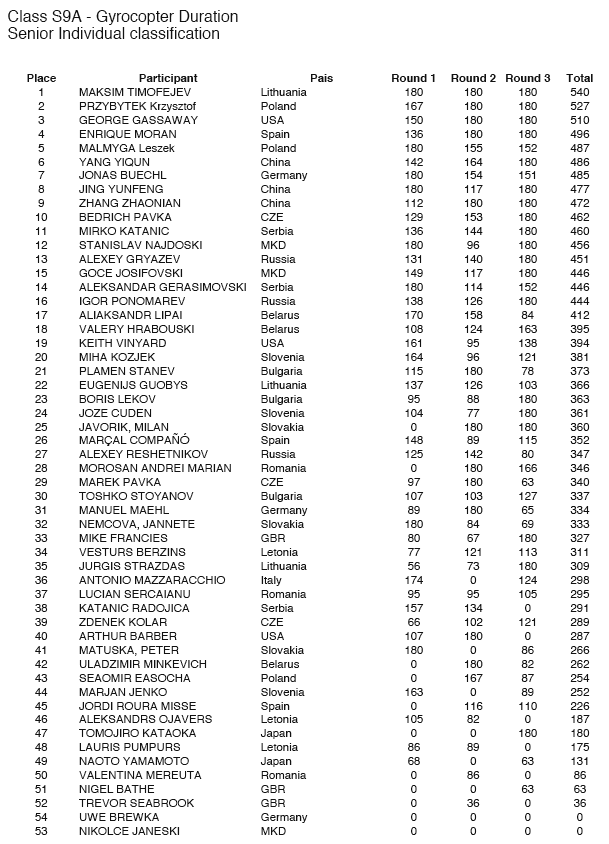 Class S9A - Gyrocopter Duration
Senior Individual classification
Place Participant Pais Round 1 Round 2 Round 3 Total
1 MAKSIM TIMOFEJEV Lithuania 180 180 180 540
2 PRZYBYTEK Krzysztof Poland 167 180 180 527
3 GEORGE GASSAWAY USA 150 180 180 510
4 ENRIQUE MORAN Spain 136 180 180 496
5 MALMYGA Leszek Poland 180 155 152 487
6 YANG YIQUN China 142 164 180 486
7 JONAS BUECHL Germany 180 154 151 485
8 JING YUNFENG China 180 117 180 477
9 ZHANG ZHAONIAN China 112 180 180 472
10 BEDRICH PAVKA CZE 129 153 180 462
11 MIRKO KATANIC Serbia 136 144 180 460
12 STANISLAV NAJDOSKI MKD 180 96 180 456
13 ALEXEY GRYAZEV Russia 131 140 180 451
15 GOCE JOSIFOVSKI MKD 149 117 180 446
14 ALEKSANDAR GERASIMOVSKI Serbia 180 114 152 446
16 IGOR PONOMAREV Russia 138 126 180 444
17 ALIAKSANDR LIPAI Belarus 170 158 84 412
18 VALERY HRABOUSKI Belarus 108 124 163 395
19 KEITH VINYARD USA 161 95 138 394
20 MIHA KOZJEK Slovenia 164 96 121 381
21 PLAMEN STANEV Bulgaria 115 180 78 373
22 EUGENIJS GUOBYS Lithuania 137 126 103 366
23 BORIS LEKOV Bulgaria 95 88 180 363
24 JOZE CUDEN Slovenia 104 77 180 361
25 JAVORIK, MILAN Slovakia 0 180 180 360
26 MARÇAL COMPAÑÓ Spain 148 89 115 352
27 ALEXEY RESHETNIKOV Russia 125 142 80 347
28 MOROSAN ANDREI MARIAN Romania 0 180 166 346
29 MAREK PAVKA CZE 97 180 63 340
30 TOSHKO STOYANOV Bulgaria 107 103 127 337
31 MANUEL MAEHL Germany 89 180 65 334
32 NEMCOVA, JANNETE Slovakia 180 84 69 333
33 MIKE FRANCIES GBR 80 67 180 327
34 VESTURS BERZINS Letonia 77 121 113 311
35 JURGIS STRAZDAS Lithuania 56 73 180 309
36 ANTONIO MAZZARACCHIO Italy 174 0 124 298
37 LUCIAN SERCAIANU Romania 95 95 105 295
38 KATANIC RADOJICA Serbia 157 134 0 291
39 ZDENEK KOLAR CZE 66 102 121 289
40 ARTHUR BARBER USA 107 180 0 287
41 MATUSKA, PETER Slovakia 180 0 86 266
42 ULADZIMIR MINKEVICH Belarus 0 180 82 262
43 SEAOMIR EASOCHA Poland 0 167 87 254
44 MARJAN JENKO Slovenia 163 0 89 252
45 JORDI ROURA MISSE Spain 0 116 110 226
46 ALEKSANDRS OJAVERS Letonia 105 82 0 187
47 TOMOJIRO KATAOKA Japan 0 0 180 180
48 LAURIS PUMPURS Letonia 86 89 0 175
49 NAOTO YAMAMOTO Japan 68 0 63 131
50 VALENTINA MEREUTA Romania 0 86 0 86
51 NIGEL BATHE GBR 0 0 63 63
52 TREVOR SEABROOK GBR 0 36 0 36
54 UWE BREWKA Germany 0 0 0 0
53 NIKOLCE JANESKI MKD 0 0 0 0